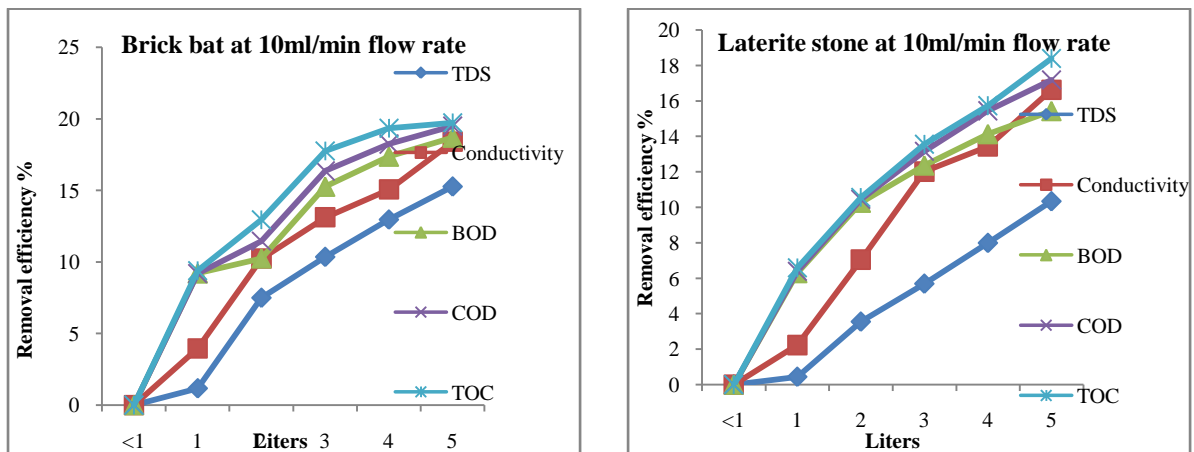 Brick bat at 10ml/min flow rate
Removal efficiency %
25
20
15
10
5
0
<1 1 2 3 4 5
Liters
TDS
Conductivity
BOD
COD
TOC
Laterite stone at 10ml/min flow rate
Removal efficiency %
20
18
16
14
12
10
8
6
4
2
0
<1 1 2 3 4 5
Liters
TDS
Conductivity
BOD
COD
TOC